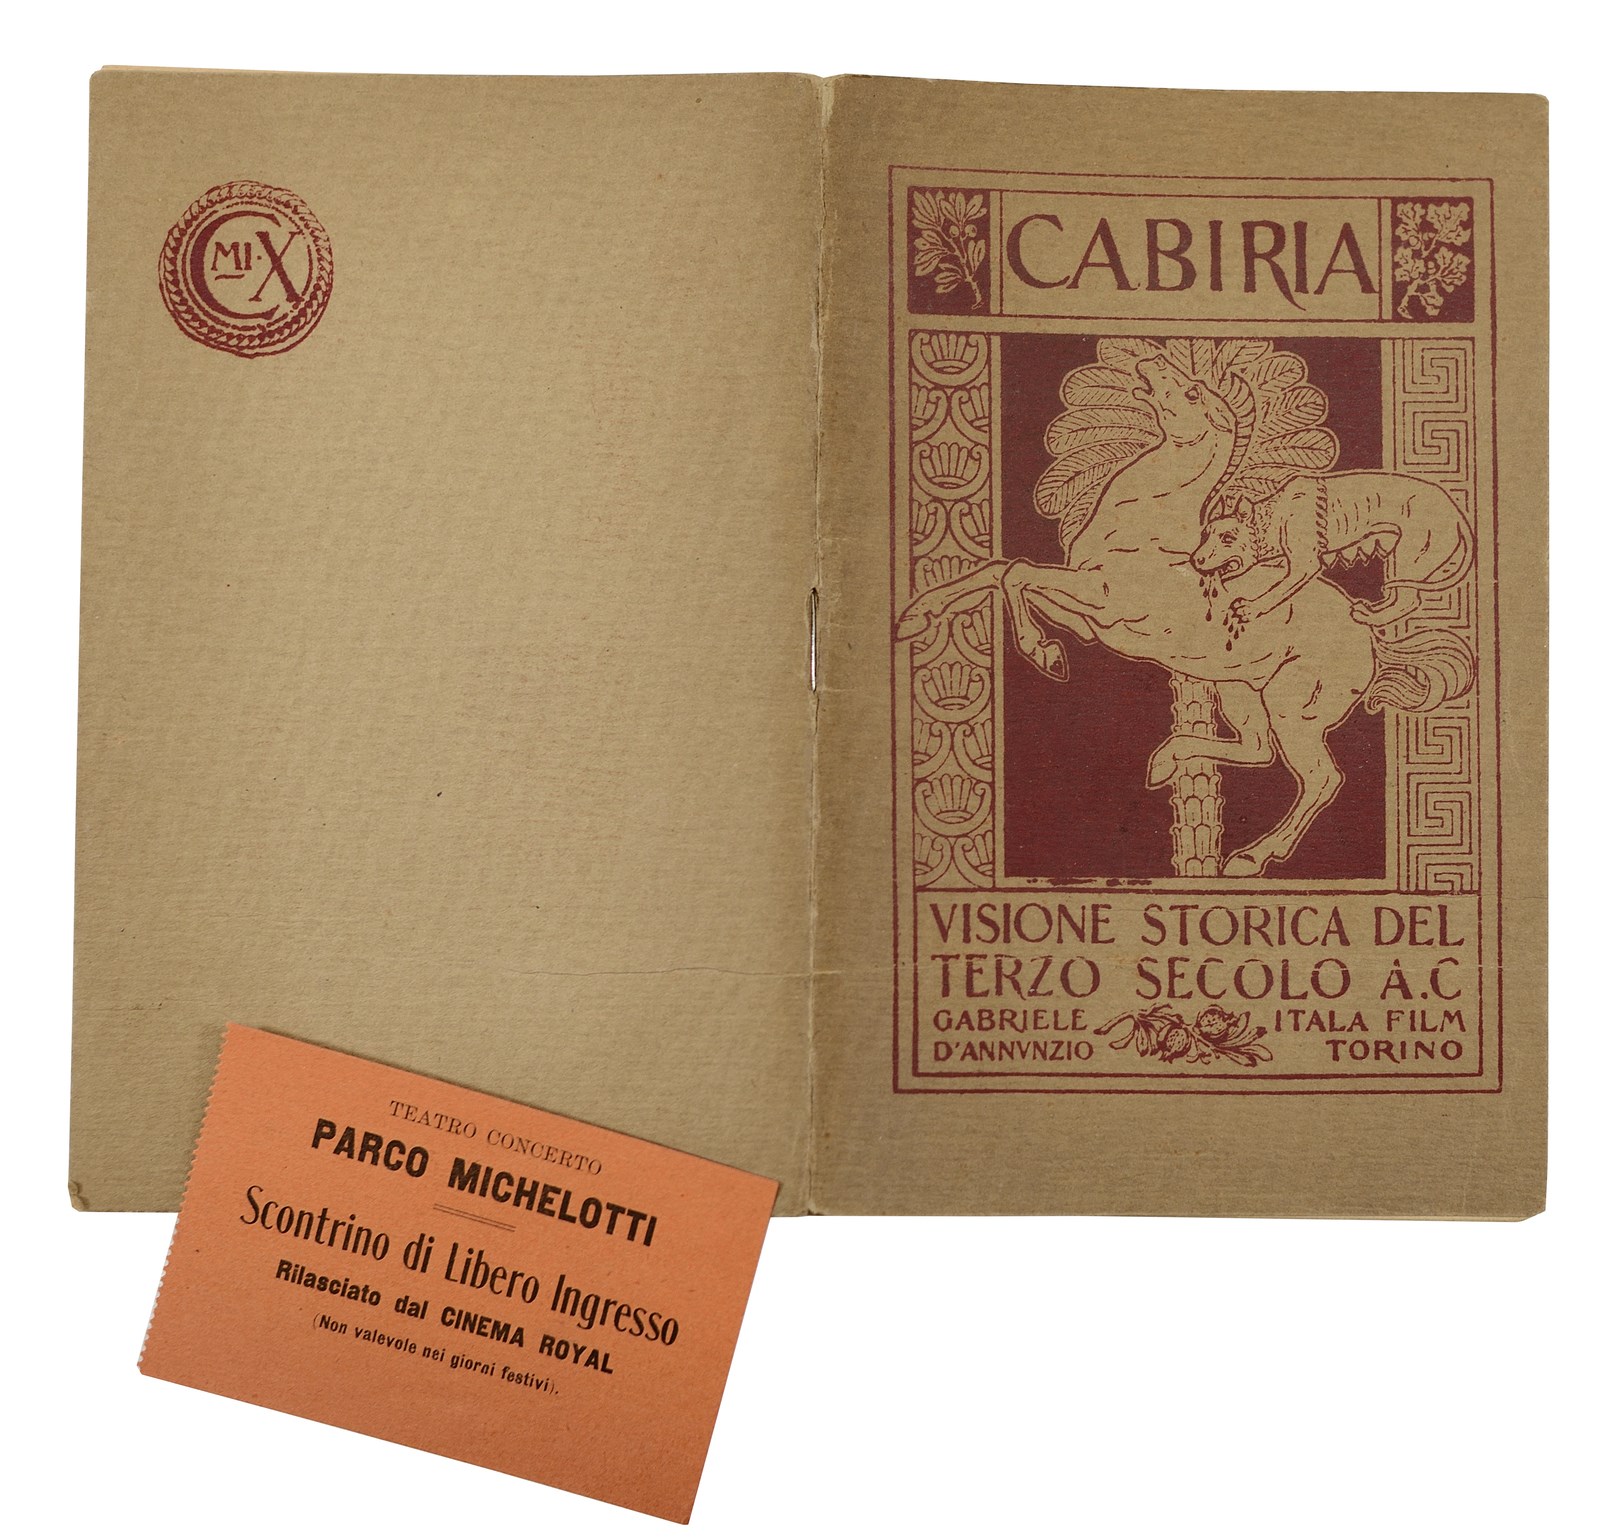 C MI·X
CABIRIA
VISIONE STORICA DEL
TERZO SECOLO A.C
GABRIELE
D'ANNVNZIO
ITALA FILM
TORINO
TEATRO CONCERTO
PARCO MICHELOTTI
Scontrino di Libero Ingresso
Rilasciato dal CINEMA ROYAL
(Non valevole nei giorni festivi).